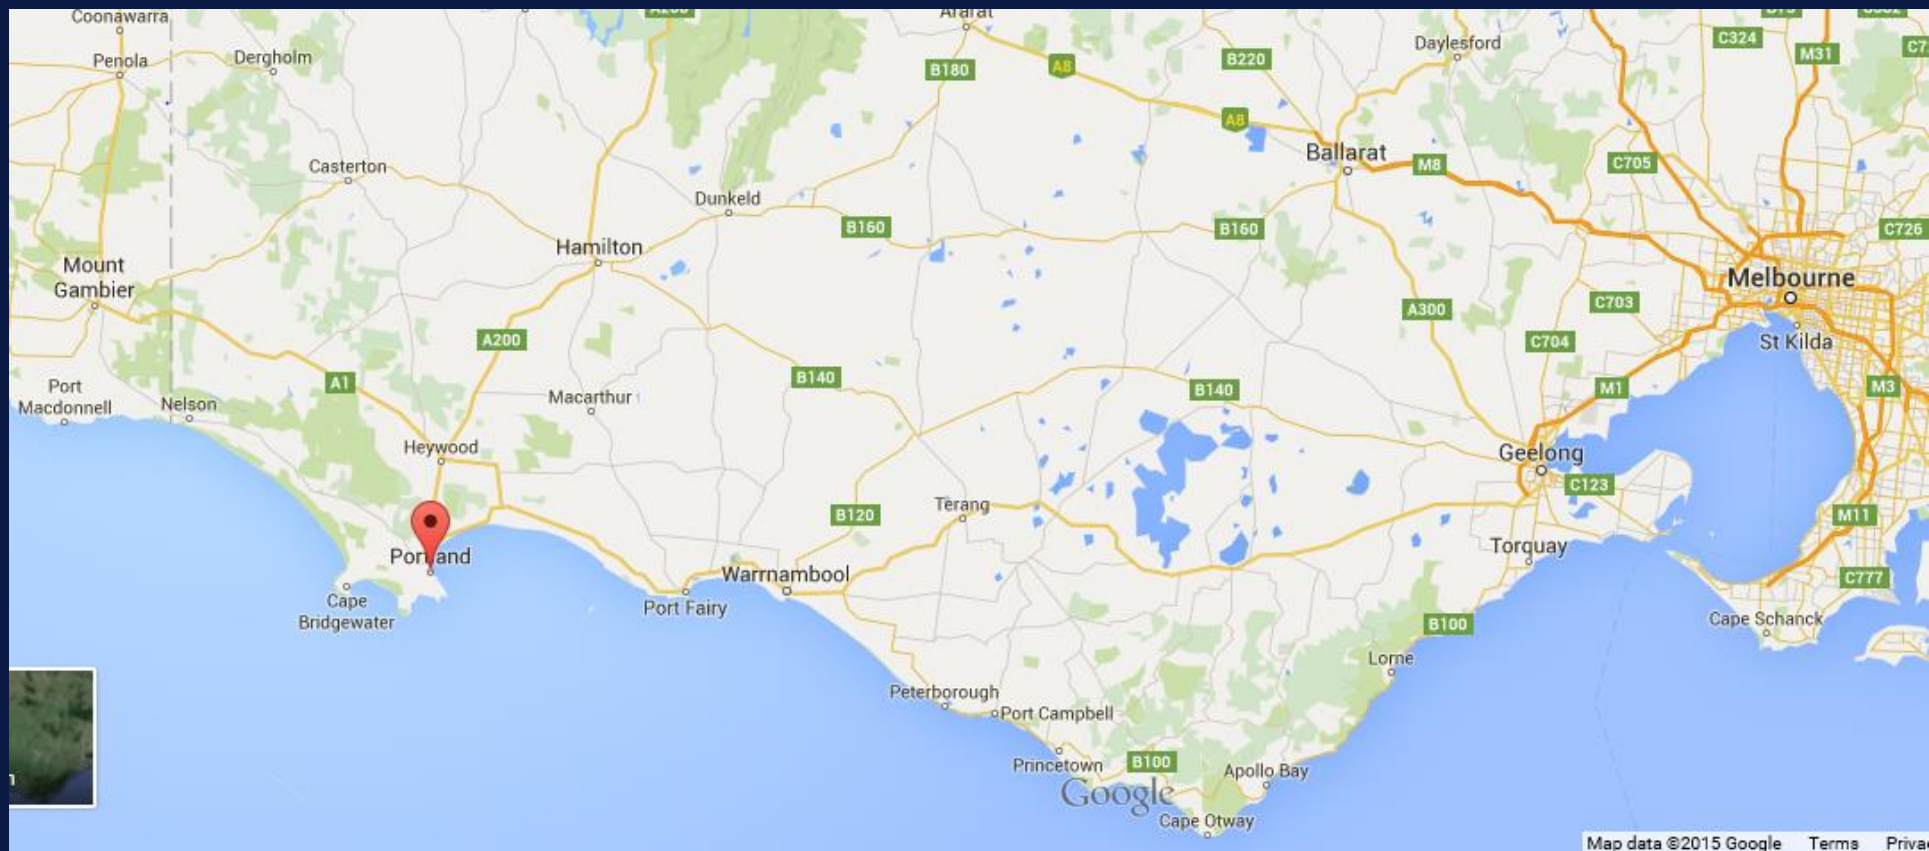 Coonawarra
A200
Ararat
B75
C382
Penola
Dergholm
B180
A8
B220
Daylesford
C324
M31
A8
Casterton
Ballarat
M8
C705
Dunkeld
B160
B160
C726
Hamilton
Mount
Gambier
Melbourne
A300
C703
A200
C704
St Kilda
A1
B140
B140
M1
M3
Port
Macdonnell
Nelson
Macarthur
Heywood
Geelong
C123
Terang
B120
M11
Portland
Torquay
Warrnambool
C777
Cape
Bridgewater
Port Fairy
B100
Cape Schanck
Lorne
Peterborough
Port Campbell
Princetown
B100
Apollo Bay
Google
Cape Otway
Map data ©2015 Google Terms